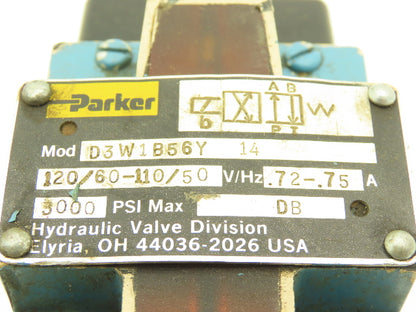 Parker
A B
b
P T
Mod D3W1B56Y 14
120/60-110/50 V/Hz .72-.75 A
3000 PSI Max DB
Hydraulic Valve Division
Elyria, OH 44036-2026 USA